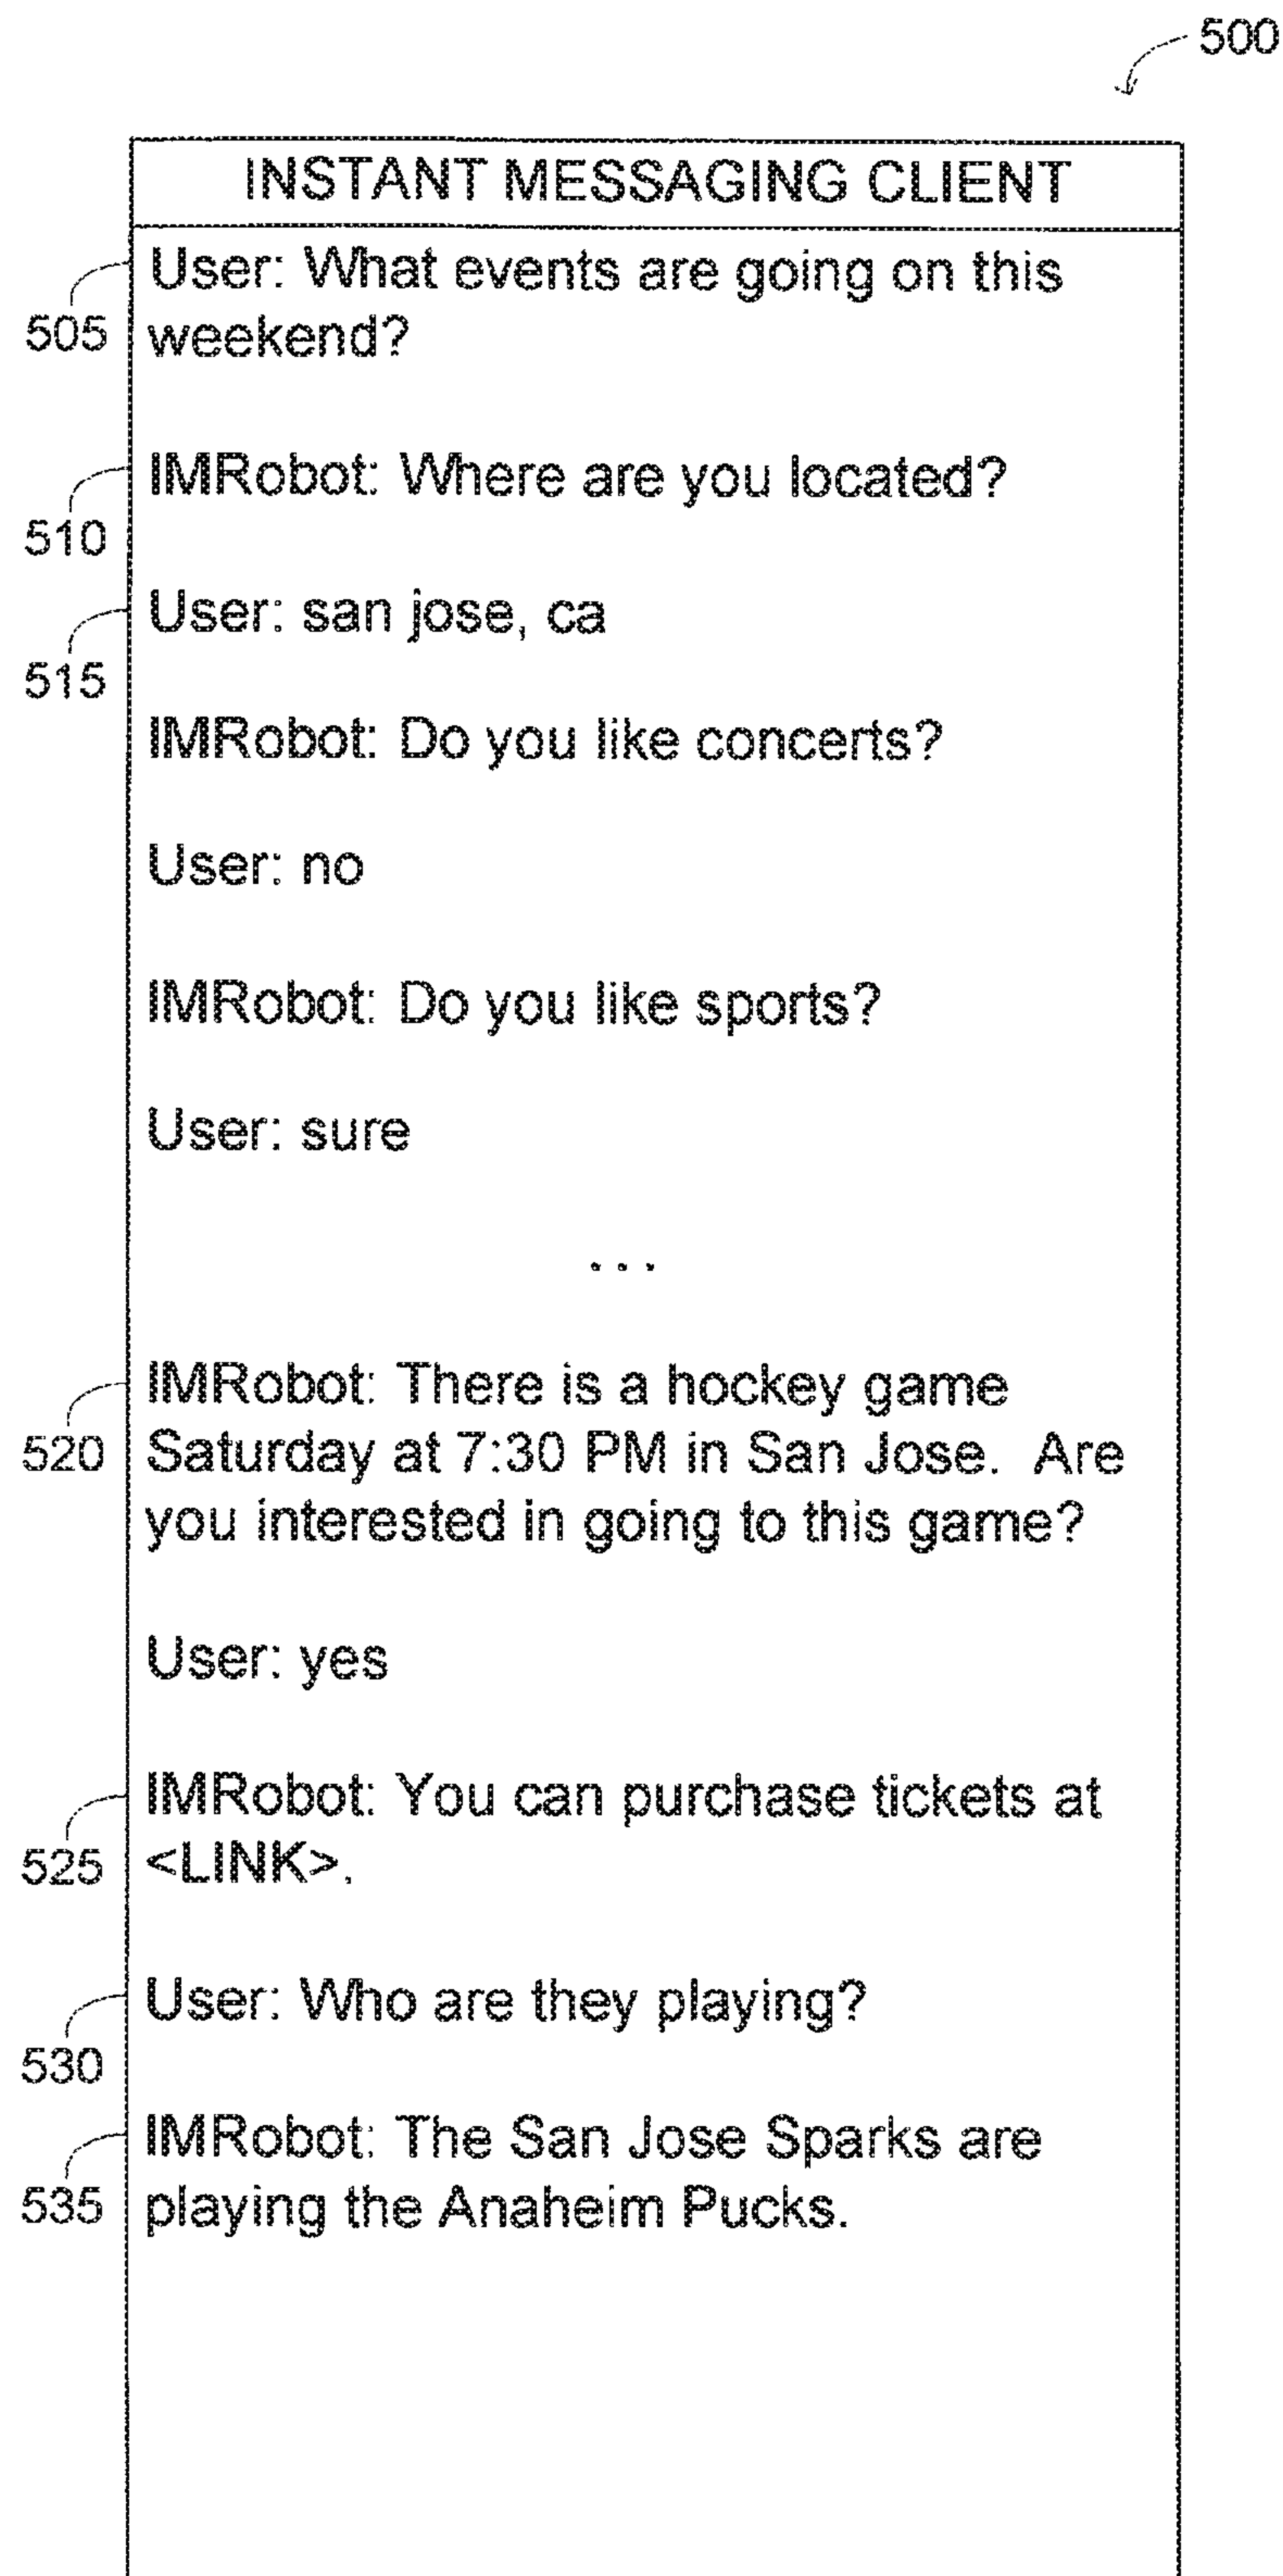 500
INSTANT MESSAGING CLIENT
User: What events are going on this
505
weekend?
IMRobot: Where are you located?
510
User: san jose, ca
515
IMRobot: Do you like concerts?
User: no
IMRobot: Do you like sports?
User: sure
...
IMRobot: There is a hockey game
520
Saturday at 7:30 PM in San Jose.  Are
you interested in going to this game?
User: yes
IMRobot: You can purchase tickets at
525
<LINK>.
User: Who are they playing?
530
IMRobot: The San Jose Sparks are
535
playing the Anaheim Pucks.